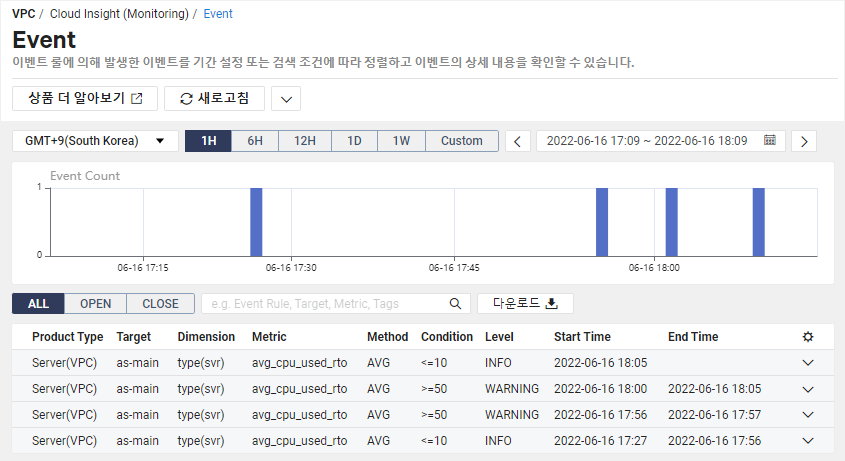 VPC / Cloud Insight (Monitoring) / Event
Event
이벤트 룰에 의해 발생한 이벤트를 기간 설정 또는 검색 조건에 따라 정렬하고 이벤트의 상세 내용을 확인할 수 있습니다.
상품 더 알아보기 새로고침
GMT+9(South Korea) 1H 6H 12H 1D 1W Custom 2022-06-16 17:09 ~ 2022-06-16 18:09
Event Count
1
0
06-16 17:15 06-16 17:30 06-16 17:45 06-16 18:00
ALL OPEN CLOSE e.g. Event Rule, Target, Metric, Tags 다운로드
Product Type Target Dimension Metric Method Condition Level Start Time End Time
Server(VPC) as-main type(svr) avg_cpu_used_rto AVG <=10 INFO 2022-06-16 18:05
Server(VPC) as-main type(svr) avg_cpu_used_rto AVG >=50 WARNING 2022-06-16 18:00 2022-06-16 18:05
Server(VPC) as-main type(svr) avg_cpu_used_rto AVG >=50 WARNING 2022-06-16 17:56 2022-06-16 17:57
Server(VPC) as-main type(svr) avg_cpu_used_rto AVG <=10 INFO 2022-06-16 17:27 2022-06-16 17:56